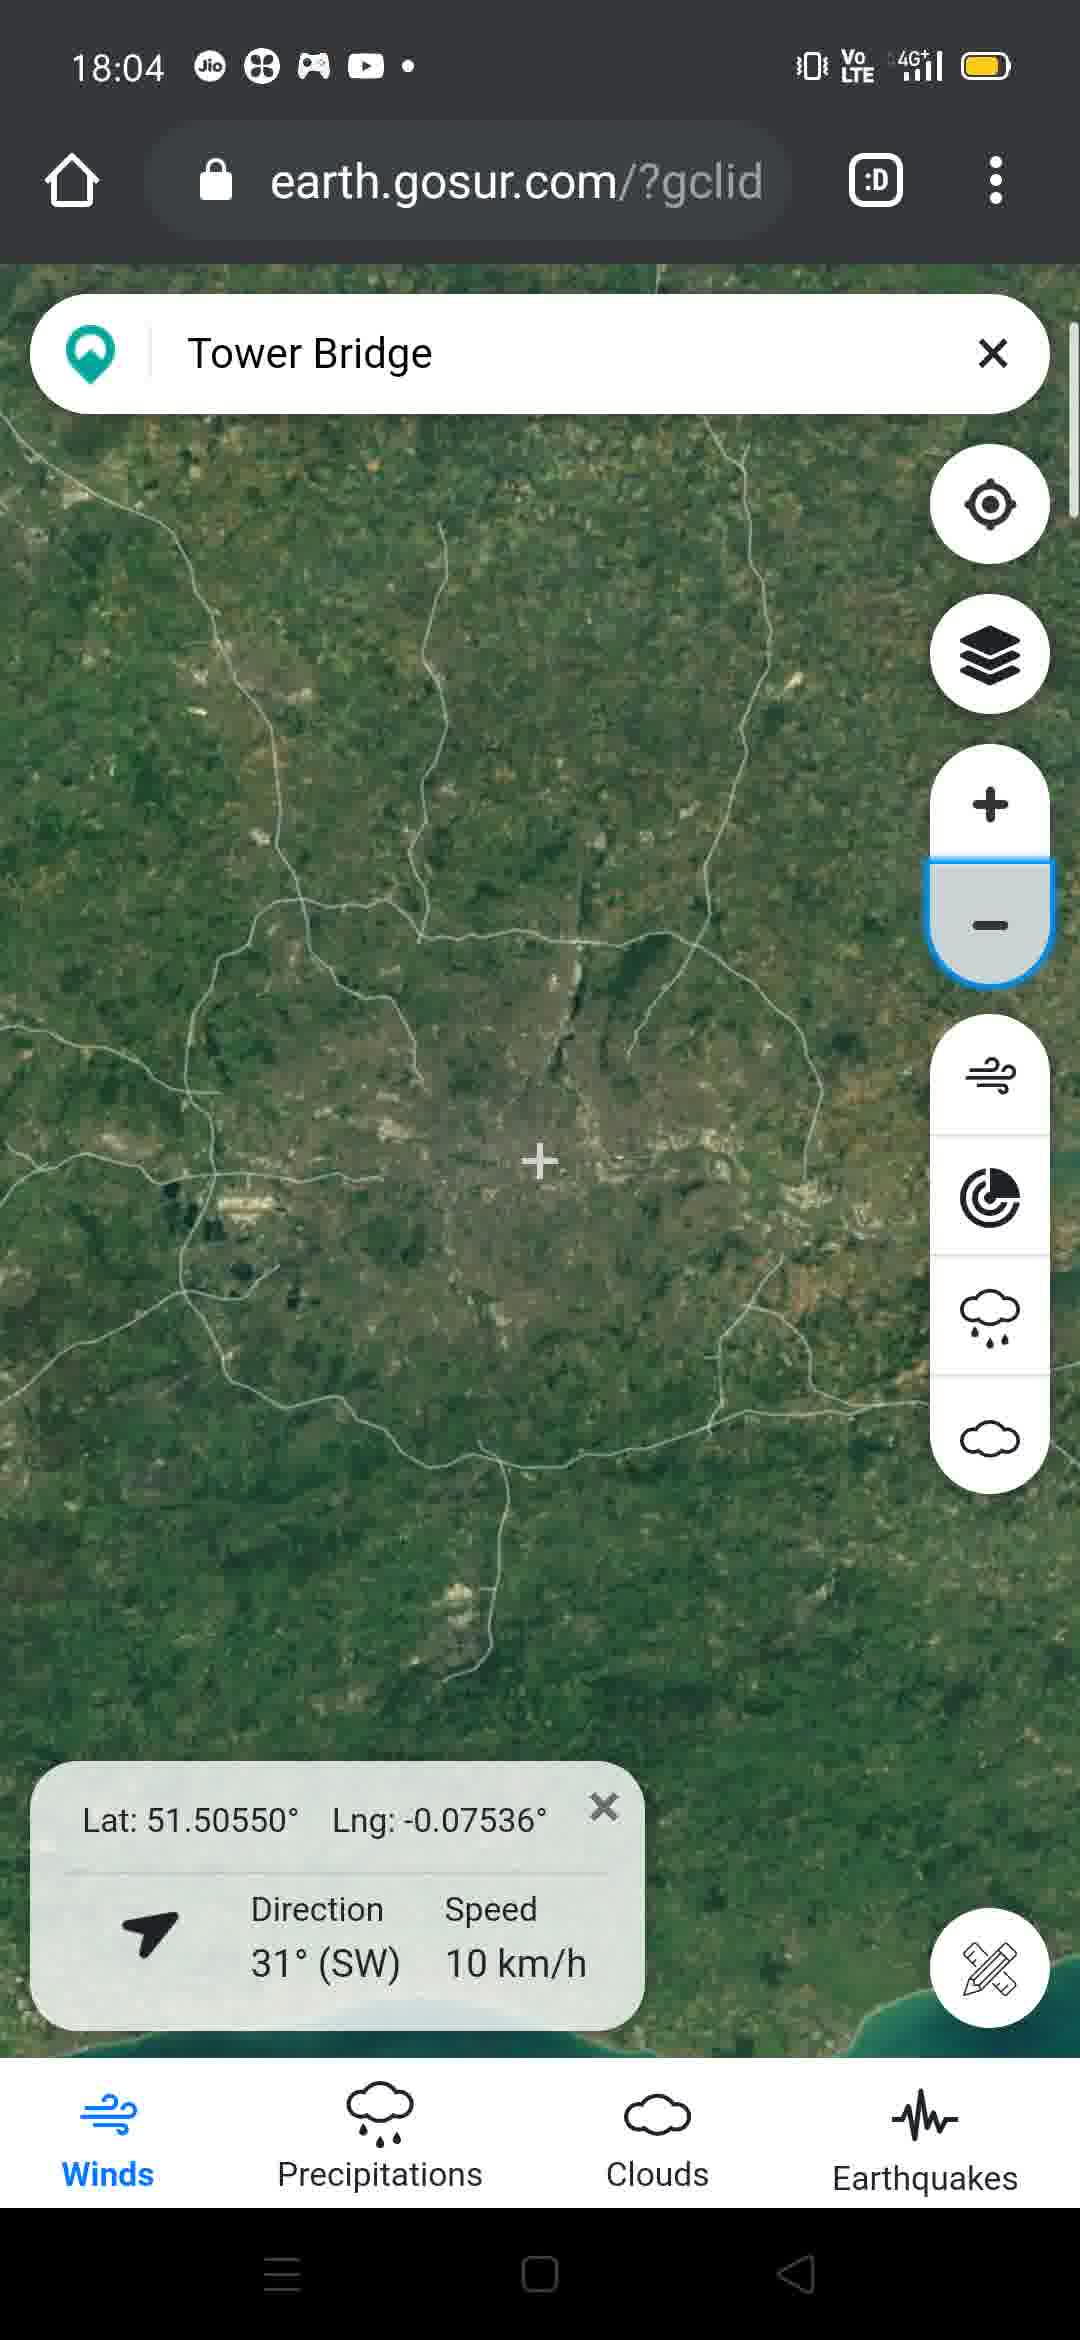 18:04 Jio Vo LTE 4G+
earth.gosur.com/?gclid :D
Tower Bridge
Lat: 51.50550° Lng: -0.07536°
Direction Speed
31° (SW) 10 km/h
Winds Precipitations Clouds Earthquakes